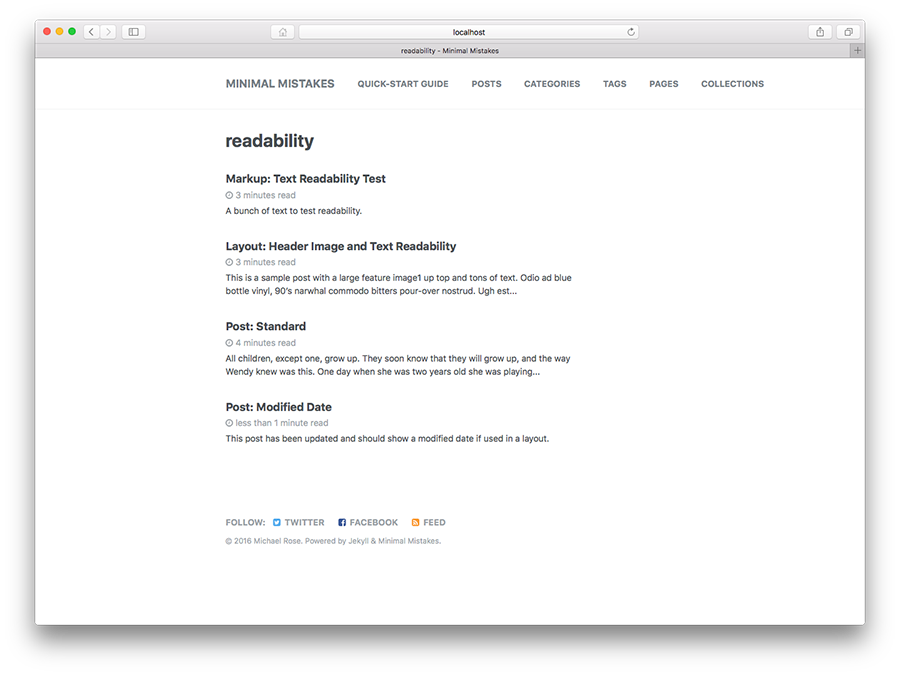 localhost
readability - Minimal Mistakes
MINIMAL MISTAKES QUICK-START GUIDE POSTS CATEGORIES TAGS PAGES COLLECTIONS
readability
Markup: Text Readability Test
3 minutes read
A bunch of text to test readability.
Layout: Header Image and Text Readability
3 minutes read
This is a sample post with a large feature image1 up top and tons of text. Odio ad blue
bottle vinyl, 90's narwhal commodo bitters pour-over nostrud. Ugh est...
Post: Standard
4 minutes read
All children, except one, grow up. They soon know that they will grow up, and the way
Wendy knew was this. One day when she was two years old she was playing...
Post: Modified Date
less than 1 minute read
This post has been updated and should show a modified date if used in a layout.
FOLLOW: TWITTER FACEBOOK FEED
© 2016 Michael Rose. Powered by Jekyll & Minimal Mistakes.